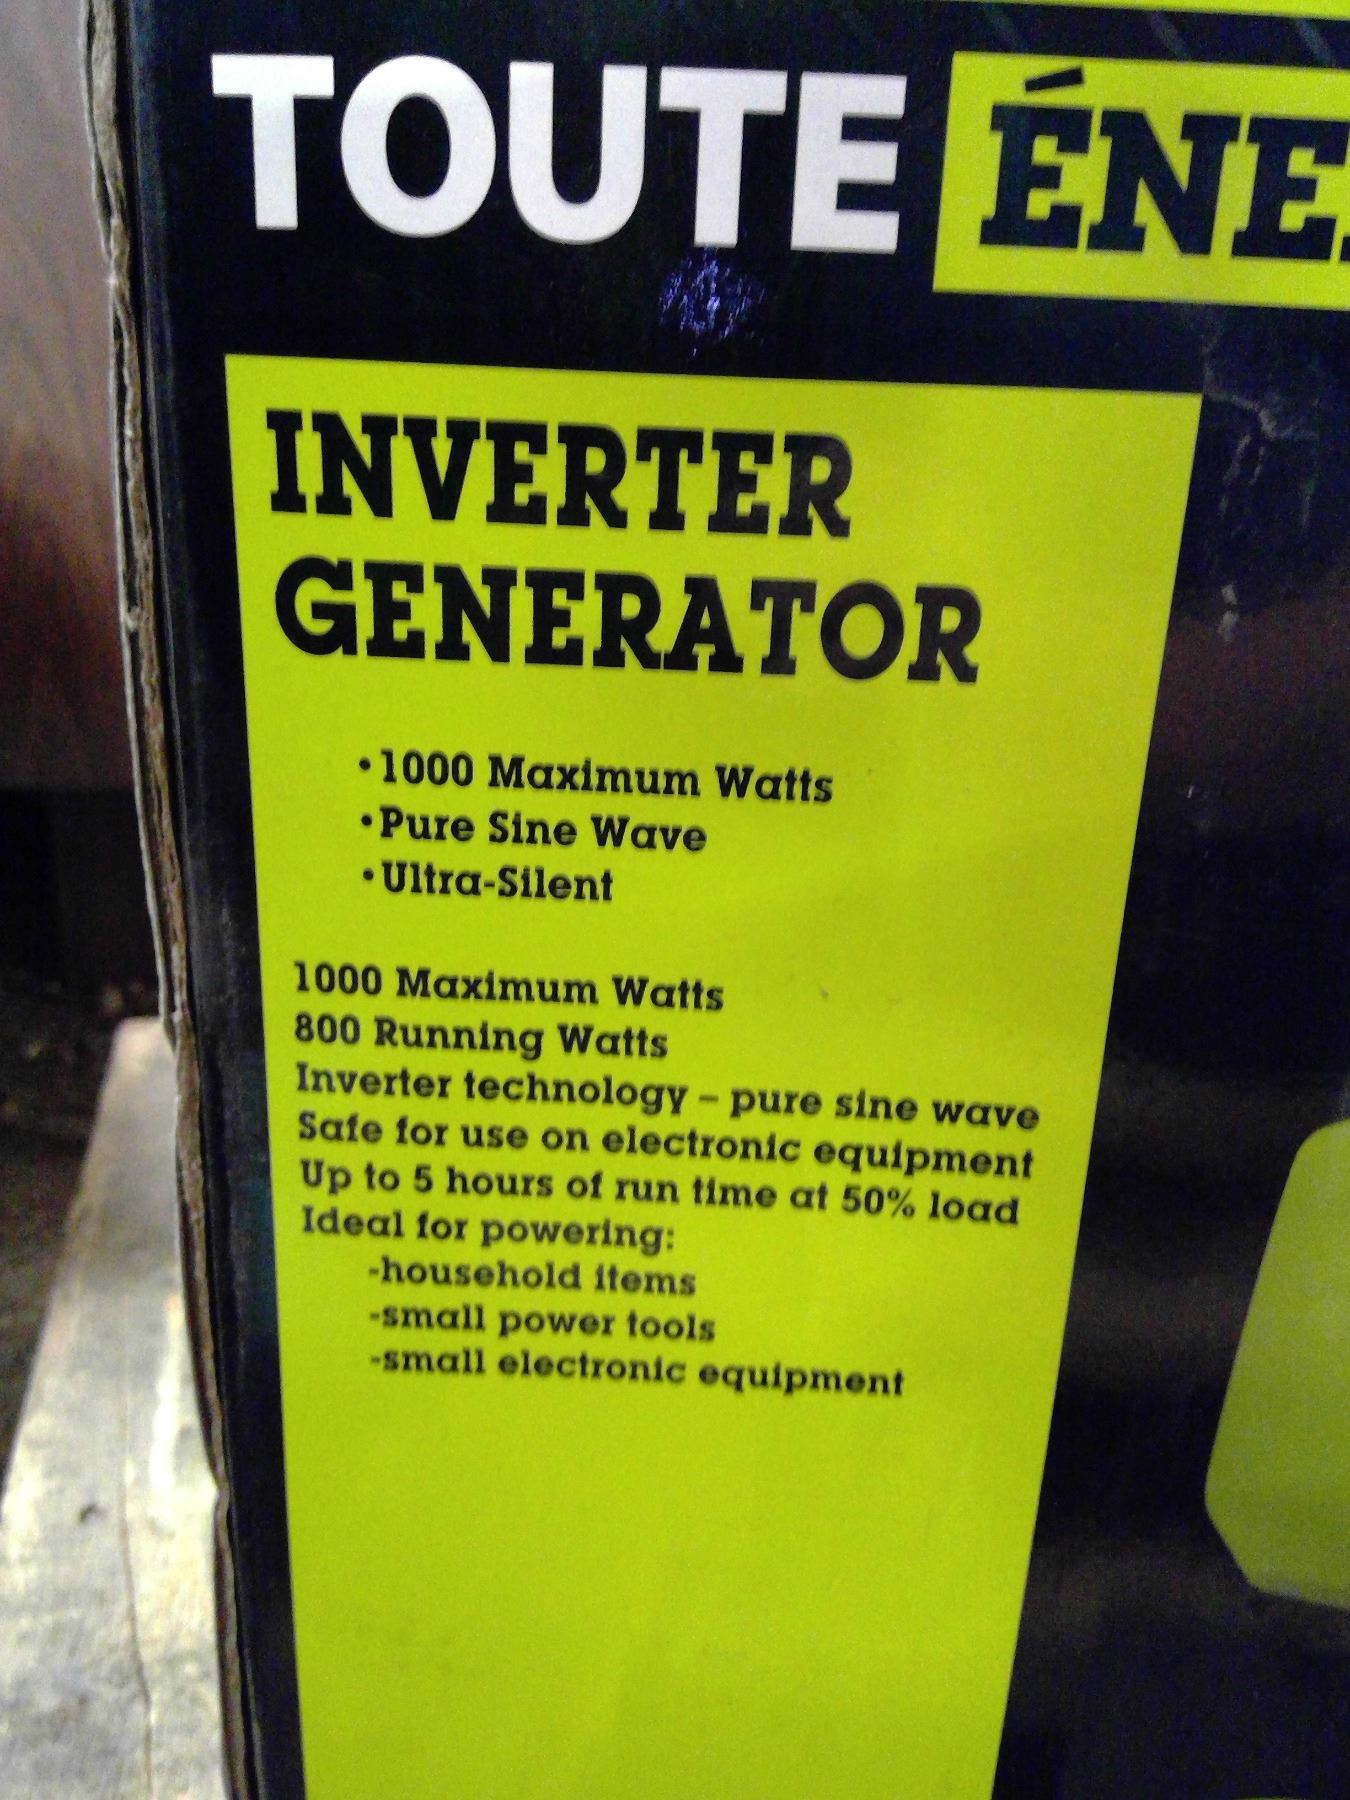 TOUTE ÉNE
INVERTER
GENERATOR
•1000 Maximum Watts
•Pure Sine Wave
•Ultra-Silent
1000 Maximum Watts
800 Running Watts
Inverter technology – pure sine wave
Safe for use on electronic equipment
Up to 5 hours of run time at 50% load
Ideal for powering:
-household items
-small power tools
-small electronic equipment